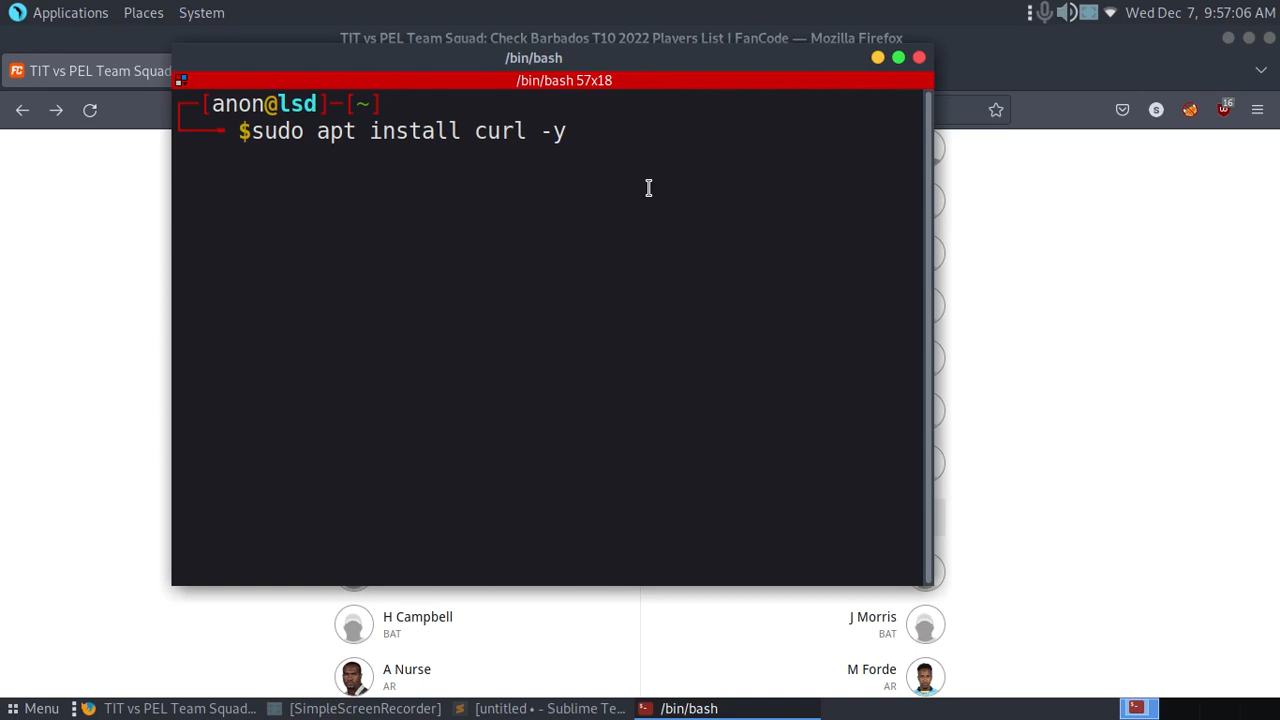 Applications Places System
Wed Dec 7, 9:57:06 AM
TIT vs PEL Team Squad: Check Barbados T10 2022 Players List | FanCode — Mozilla Firefox
FC TIT vs PEL Team Squad
/bin/bash
/bin/bash 57x18
[anon@lsd]─[~]
$sudo apt install curl -y
S
16
H Campbell
BAT
J Morris
BAT
A Nurse
AR
M Forde
AR
Menu
TIT vs PEL Team Squad...
[SimpleScreenRecorder]
[untitled • - Sublime Te...
/bin/bash